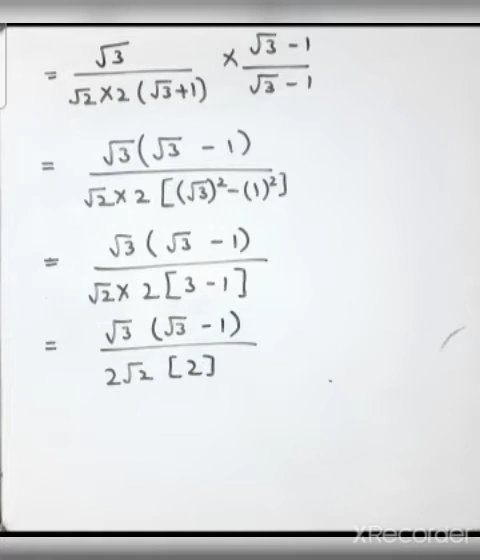 = √3 / (√2 × 2 (√3+1)) × (√3 - 1) / (√3 - 1)
= √3(√3 - 1) / (√2 × 2 [(√3)² - (1)²])
= √3 (√3 - 1) / (√2 × 2 [3 - 1])
= √3 (√3 - 1) / (2√2 [2])
XRecorder